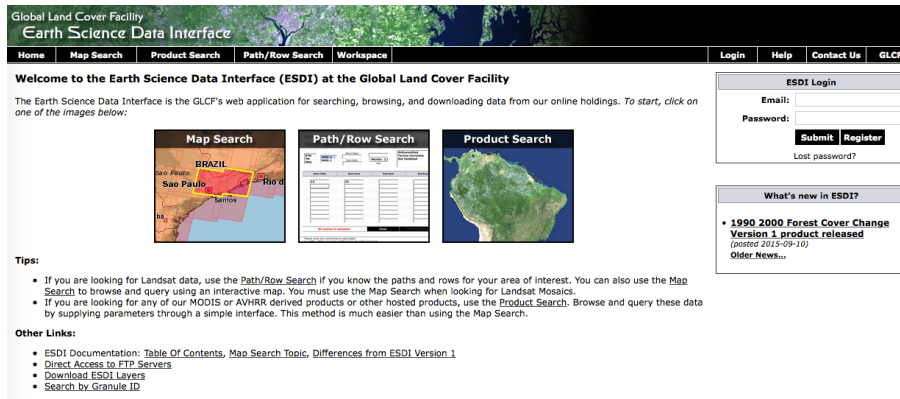 Global Land Cover Facility
Earth Science Data Interface
Home Map Search Product Search Path/Row Search Workspace Login Help Contact Us GLCF
Welcome to the Earth Science Data Interface (ESDI) at the Global Land Cover Facility
The Earth Science Data Interface is the GLCF's web application for searching, browsing, and downloading data from our online holdings. To start, click on
one of the images below:
Map Search
BRAZIL
Sao Paulo
Sao Paulo
Rio d
Santos
ba
Path/Row Search
Product Search
Tips:
• If you are looking for Landsat data, use the Path/Row Search if you know the paths and rows for your area of interest. You can also use the Map
Search to browse and query using an interactive map. You must use the Map Search when looking for Landsat Mosaics.
• If you are looking for any of our MODIS or AVHRR derived products or other hosted products, use the Product Search. Browse and query these data
by supplying parameters through a simple interface. This method is much easier than using the Map Search.
Other Links:
• ESDI Documentation: Table Of Contents, Map Search Topic, Differences from ESDI Version 1
• Direct Access to FTP Servers
• Download ESDI Layers
• Search by Granule ID
ESDI Login
Email:
Password:
Submit Register
Lost password?
What's new in ESDI?
• 1990 2000 Forest Cover Change
Version 1 product released
(posted 2015-09-10)
Older News...